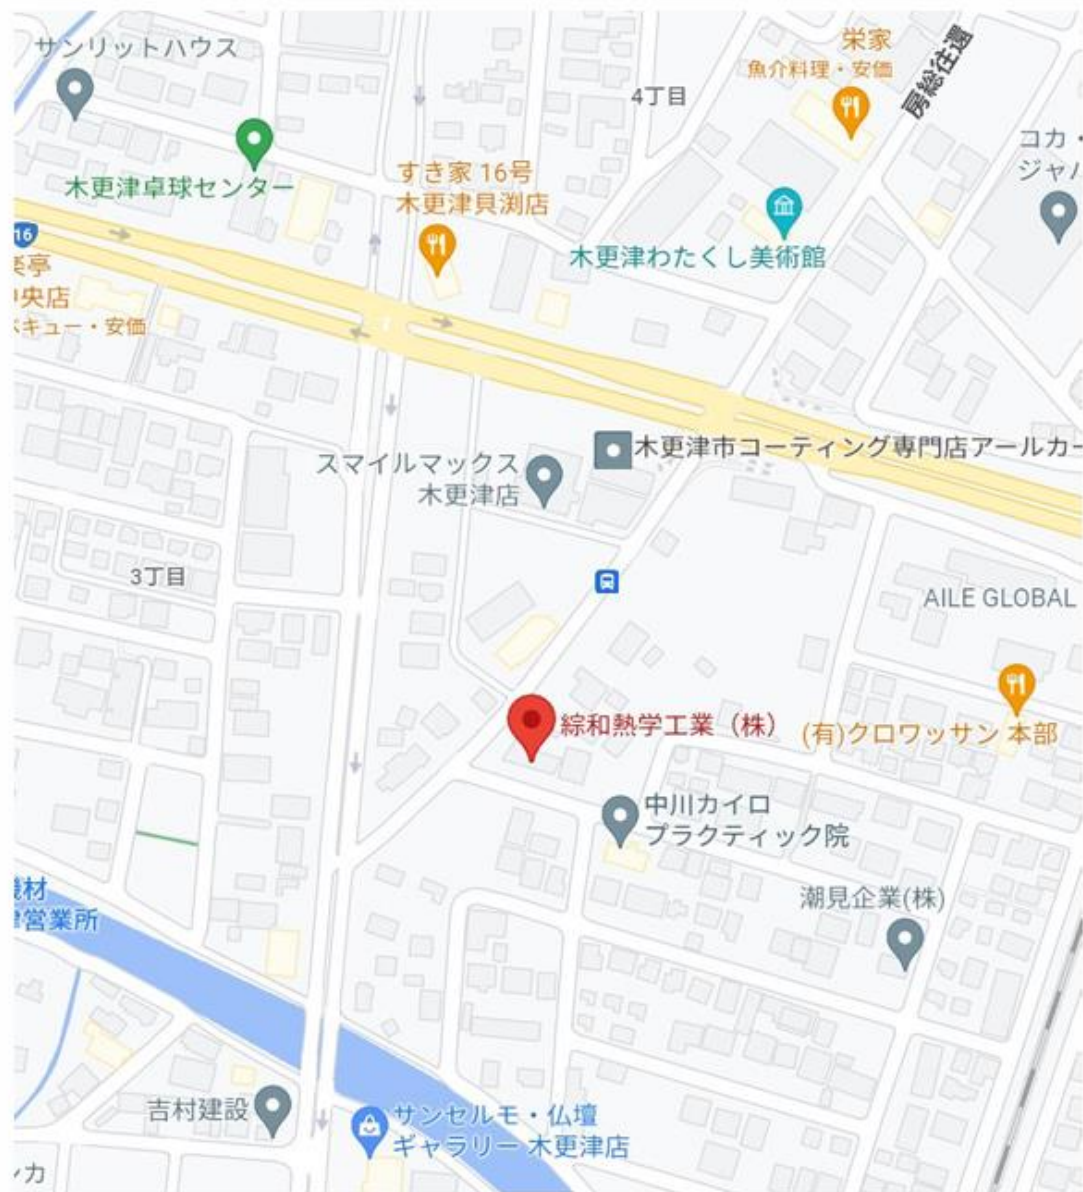 サンリットハウス
栄家
魚介料理・安価
房総往還
4丁目
コカ・
ジャパ
木更津卓球センター
すき家 16号
木更津貝渕店
木更津わたくし美術館
16
楽亭
中央店
ベキュー・安価
木更津市コーティング専門店アールカー
スマイルマックス
木更津店
3丁目
AILE GLOBAL
綜和熱学工業（株）
(有)クロワッサン 本部
中川カイロ
プラクティック院
潮見企業(株)
機材
津営業所
吉村建設
サンセルモ・仏壇
ギャラリー 木更津店
ンカ